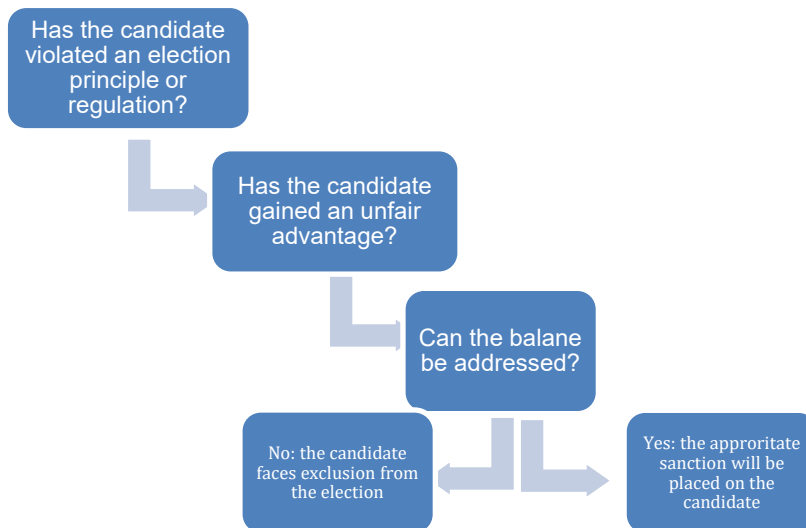 Has the candidate
violated an election
principle or
regulation?
Has the candidate
gained an unfair
advantage?
Can the balane
be addressed?
No: the candidate
faces exclusion from
the election
Yes: the approritate
sanction will be
placed on the
candidate